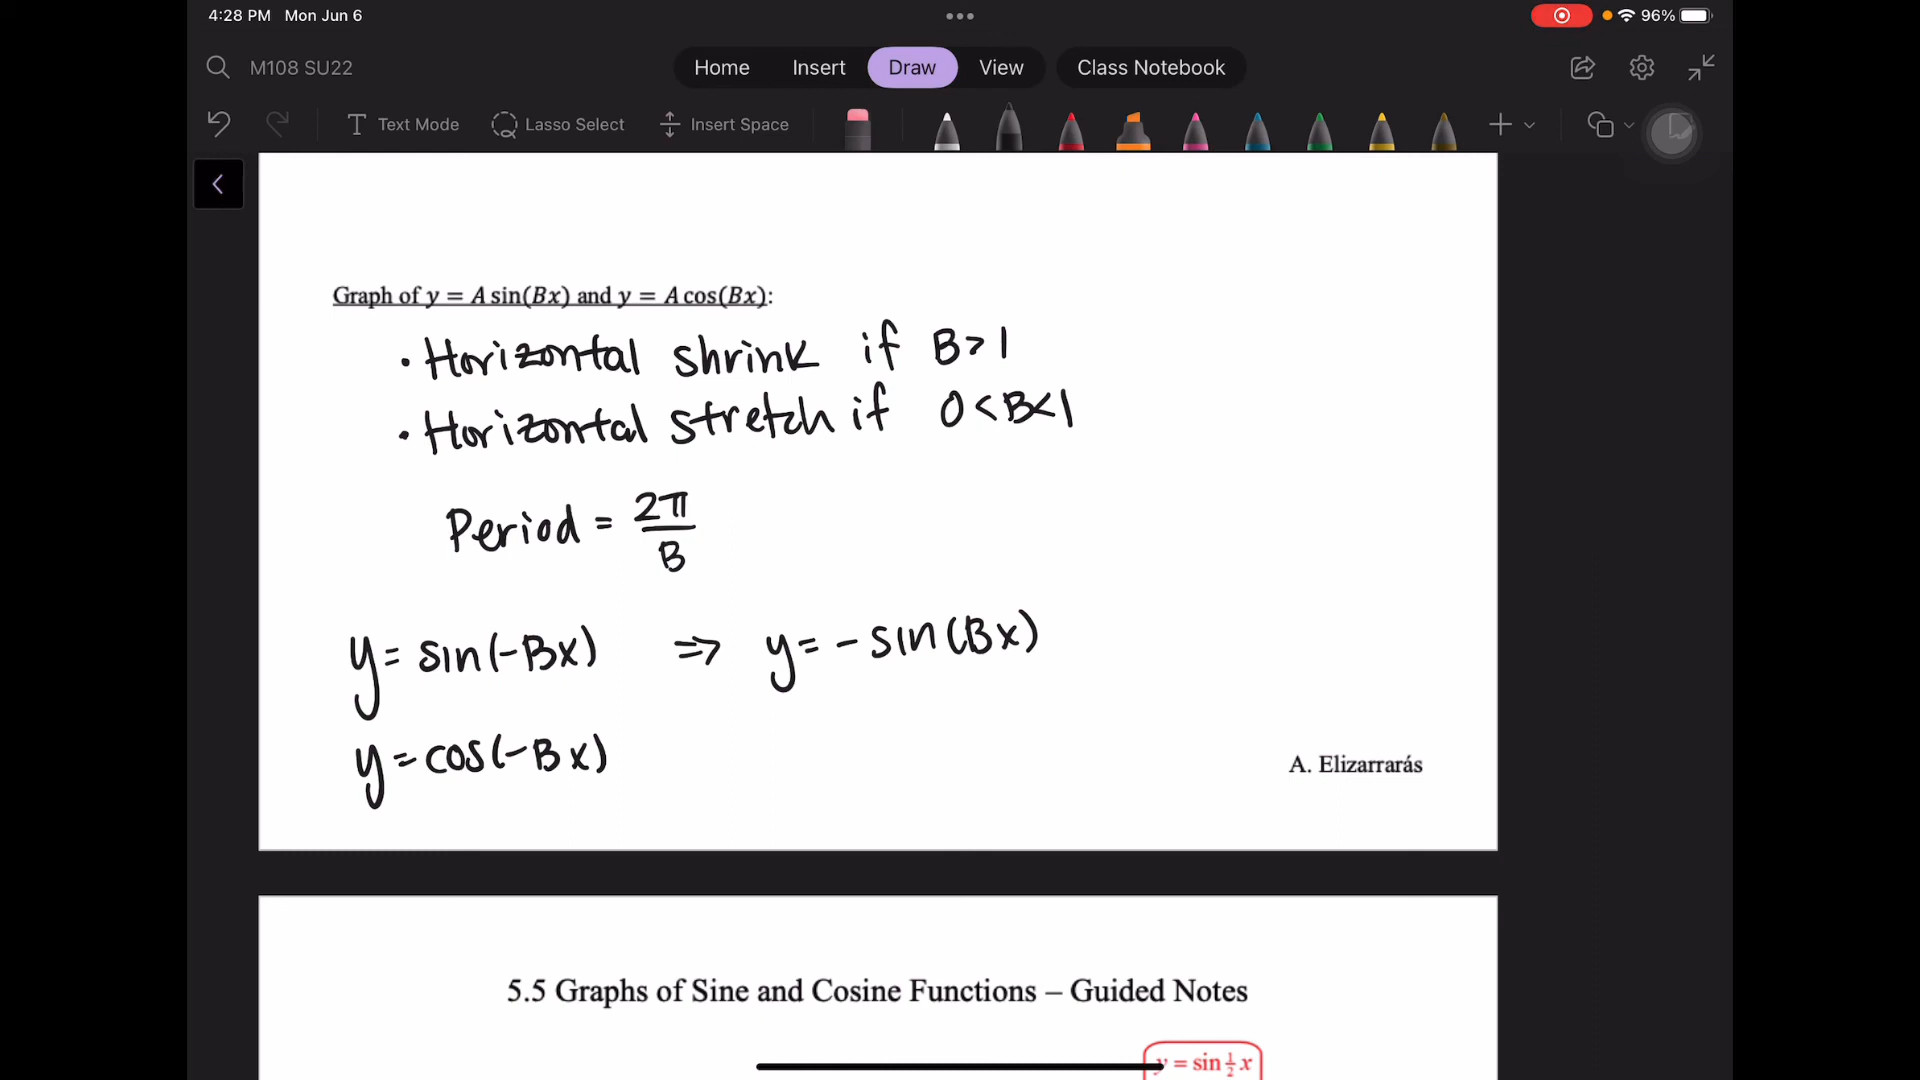 4:28 PM Mon Jun 6
96%
M108 SU22
Home Insert Draw View Class Notebook
Text Mode Lasso Select Insert Space
Graph of y = A sin(Bx) and y = A cos(Bx):
• Horizontal shrink if B > 1
• Horizontal stretch if 0 < B < 1
Period = 2π/B
y = sin(-Bx) ⇒ y = - sin(Bx)
y = cos(-Bx)
A. Elizarrarás
5.5 Graphs of Sine and Cosine Functions – Guided Notes
y = sin ½ x